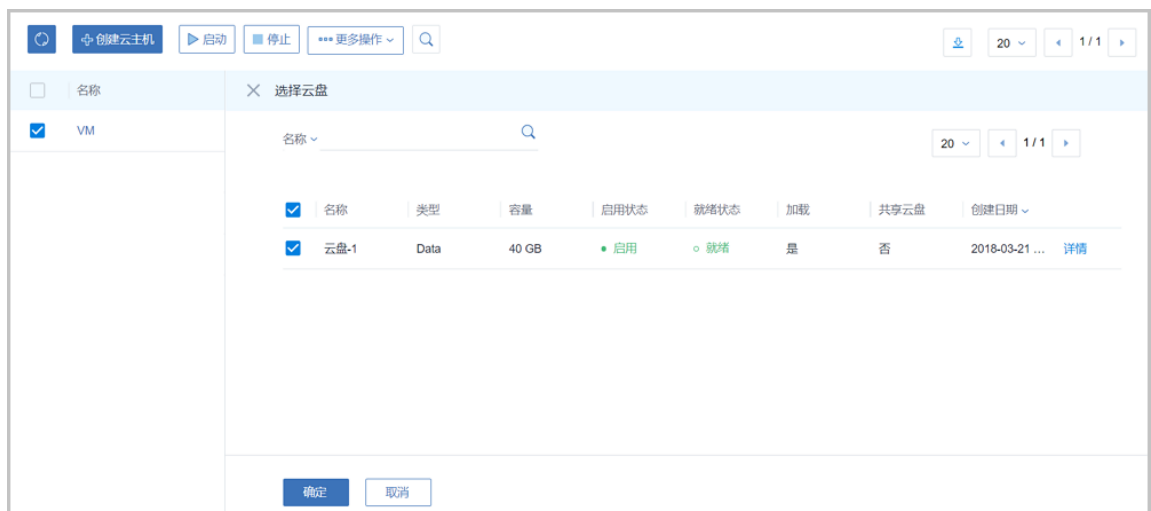 创建云主机 启动 停止 更多操作 20 1 / 1
名称 选择云盘
VM
名称 20 1 / 1
名称 类型 容量 启用状态 就绪状态 加载 共享云盘 创建日期
云盘-1 Data 40 GB 启用 就绪 是 否 2018-03-21 ... 详情
确定 取消